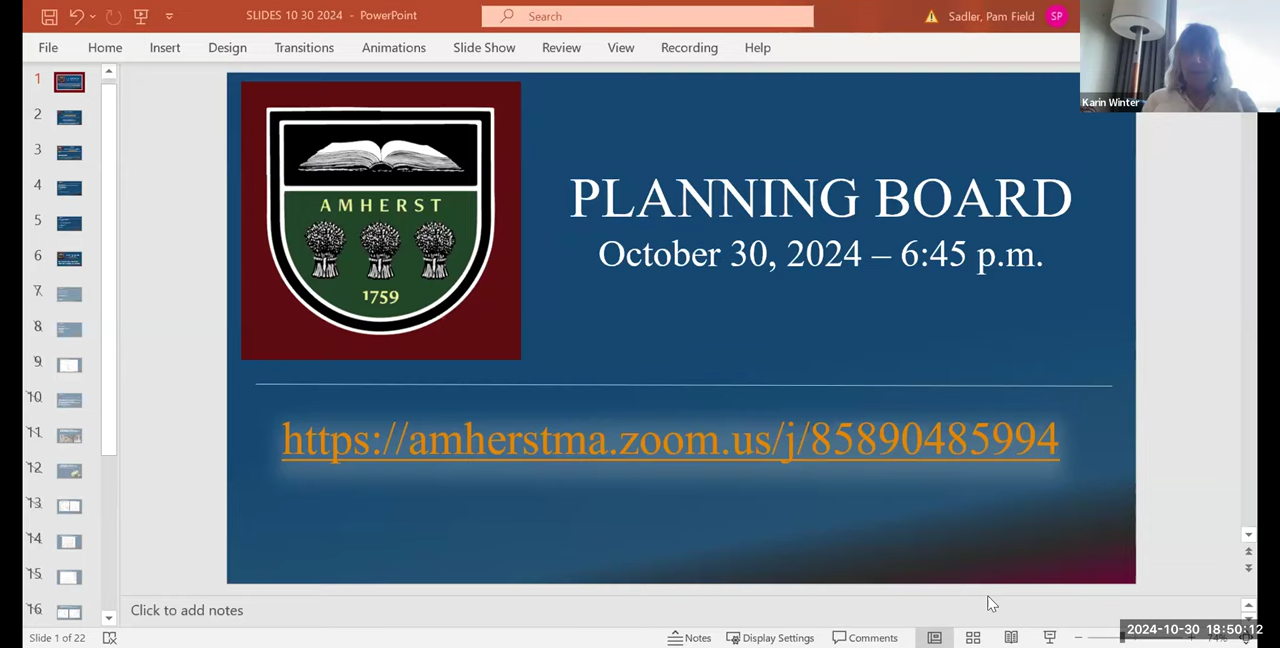 SLIDES 10 30 2024 - PowerPoint
Search
Sadler, Pam Field
SP
File Home Insert Design Transitions Animations Slide Show Review View Recording Help
Karin Winter
1
2
3
4
5
6
7
8
9
10
11
12
13
14
15
16
AMHERST
1759
PLANNING BOARD
October 30, 2024 – 6:45 p.m.
https://amherstma.zoom.us/j/85890485994
Click to add notes
Slide 1 of 22
Notes
Display Settings
Comments
2024-10-30 18:50:12